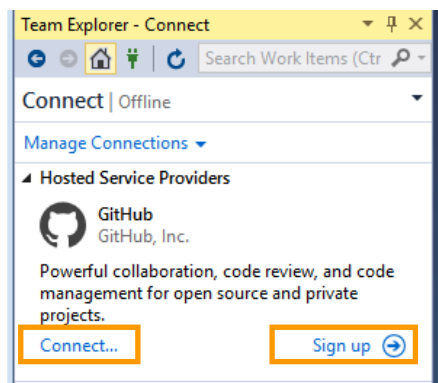 Team Explorer - Connect
Search Work Items (Ctr
Connect | Offline
Manage Connections
Hosted Service Providers
GitHub
GitHub, Inc.
Powerful collaboration, code review, and code
management for open source and private
projects.
Connect... Sign up